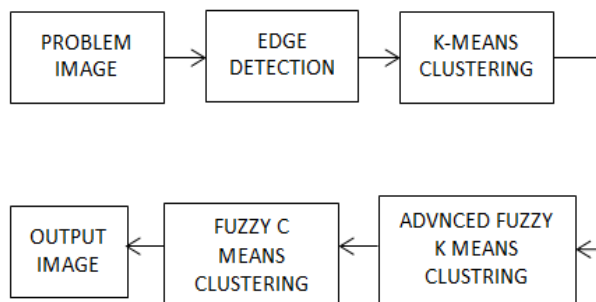 PROBLEM
IMAGE
EDGE
DETECTION
K-MEANS
CLUSTERING
ADVNCED FUZZY
K MEANS
CLUSTRING
FUZZY C
MEANS
CLUSTERING
OUTPUT
IMAGE